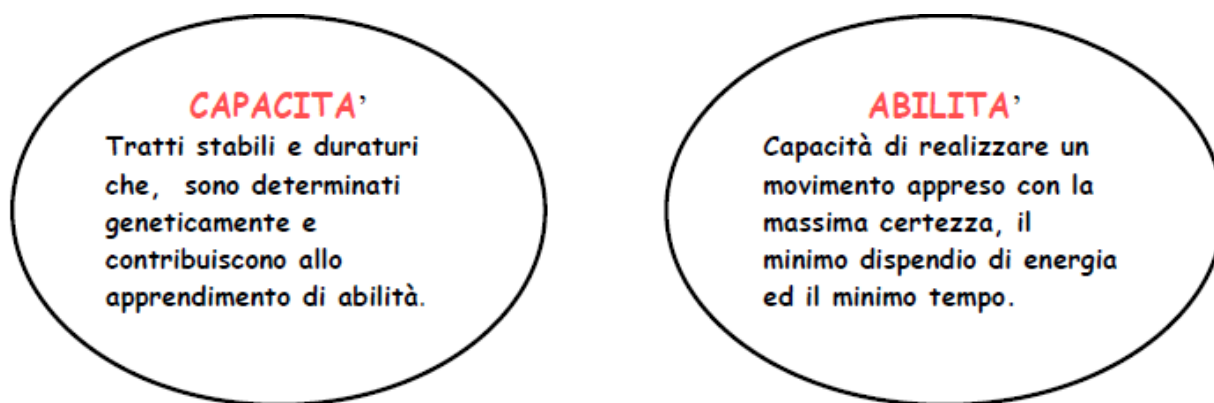 CAPACITA’
Tratti stabili e duraturi
che, sono determinati
geneticamente e
contribuiscono allo
apprendimento di abilità.
ABILITA’
Capacità di realizzare un
movimento appreso con la
massima certezza, il
minimo dispendio di energia
ed il minimo tempo.